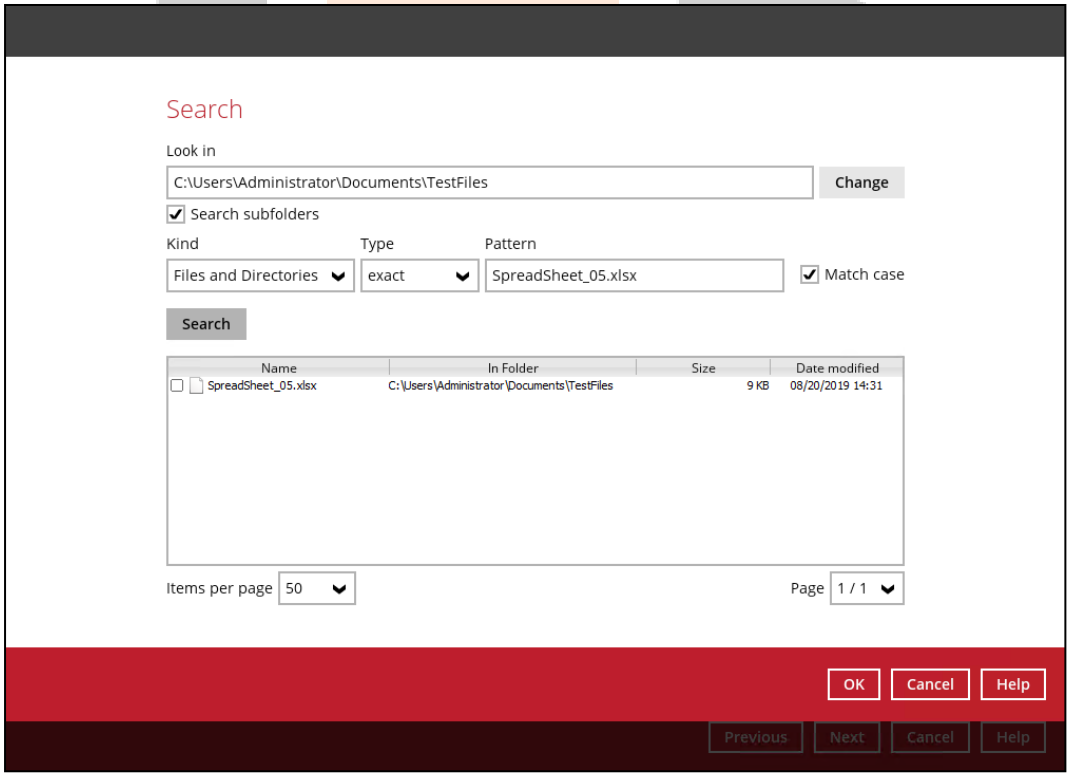 Search
Look in
C:\Users\Administrator\Documents\TestFiles Change
Search subfolders
Kind Type Pattern
Files and Directories exact SpreadSheet_05.xlsx Match case
Search
Name In Folder Size Date modified
SpreadSheet_05.xlsx C:\Users\Administrator\Documents\TestFiles 9 KB 08/20/2019 14:31
Items per page 50 Page 1 / 1
OK Cancel Help
Previous Next Cancel Help